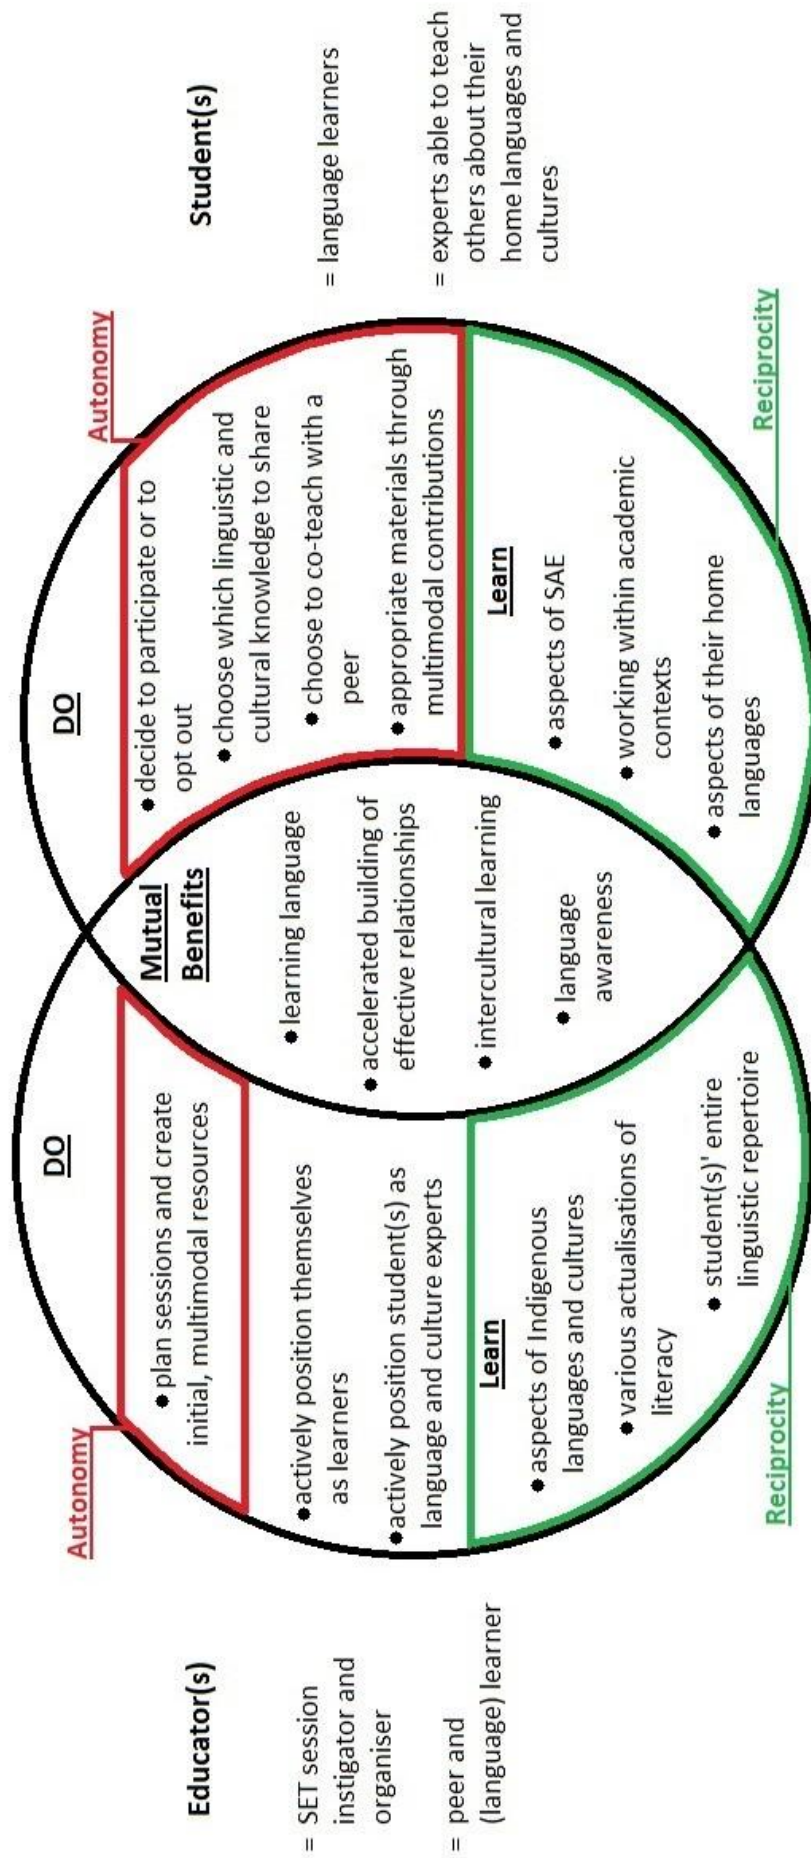 Educator(s)
= SET session
instigator and
organiser
= peer and
(language) learner
Autonomy
DO
• plan sessions and create
initial, multimodal resources
•actively position themselves
as learners
•actively position student(s) as
language and culture experts
Learn
• aspects of Indigenous
languages and cultures
• various actualisations of
literacy
• student(s)' entire
linguistic repertoire
Reciprocity
Mutual
Benefits
• learning language
• accelerated building of
effective relationships
• intercultural learning
• language
awareness
Autonomy
DO
• decide to participate or to
opt out
• choose which linguistic and
cultural knowledge to share
• choose to co-teach with a
peer
• appropriate materials through
multimodal contributions
Learn
• aspects of SAE
• working within academic
contexts
• aspects of their home
languages
Reciprocity
Student(s)
= language learners
= experts able to teach
others about their
home languages and
cultures